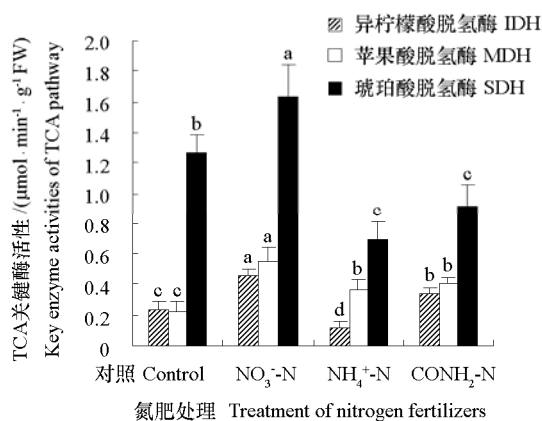 异柠檬酸脱氢酶 IDH
苹果酸脱氢酶 MDH
琥珀酸脱氢酶 SDH
TCA关键酶活性/(μmol·min⁻¹·g⁻¹ FW)
Key enzyme activities of TCA pathway
2.0
1.8
1.6
1.4
1.2
1.0
0.8
0.6
0.4
0.2
0
c c b
a a a
d b c
b b c
对照 Control NO₃⁻-N NH₄⁺-N CONH₂-N
氮肥处理 Treatment of nitrogen fertilizers